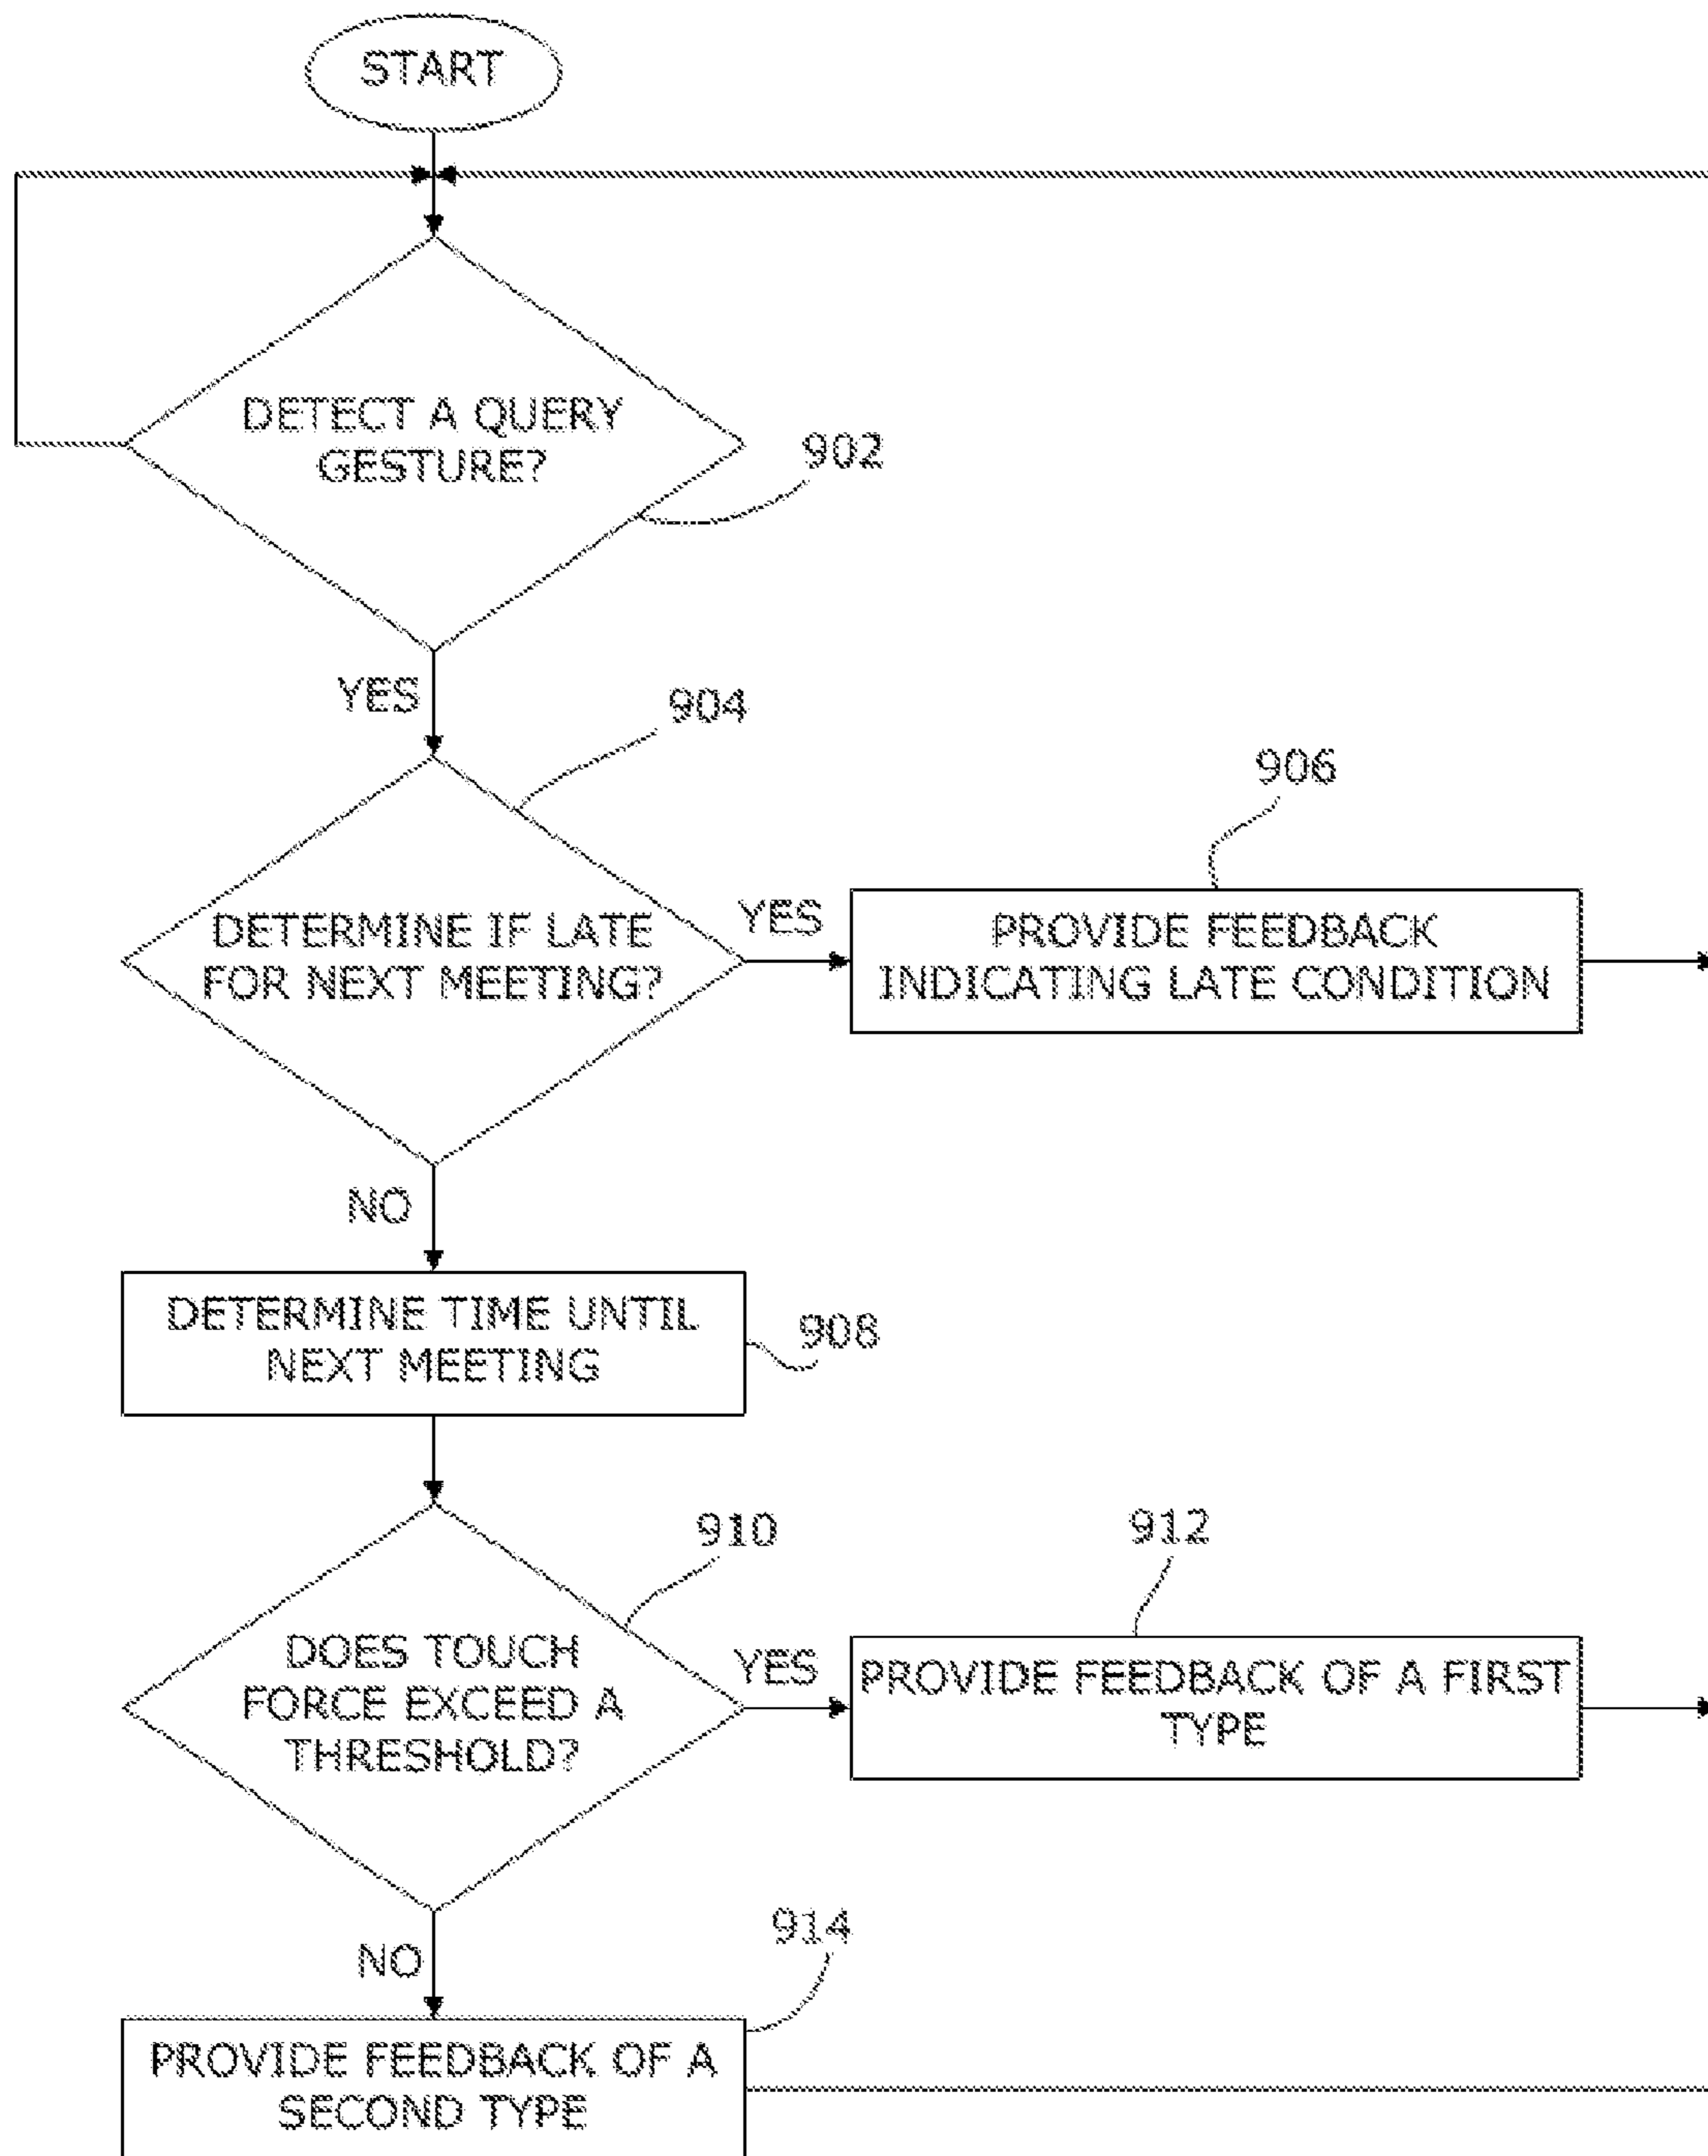 START
DETECT A QUERY
GESTURE?
902
YES
904
DETERMINE IF LATE
FOR NEXT MEETING?
YES
906
PROVIDE FEEDBACK
INDICATING LATE CONDITION
NO
DETERMINE TIME UNTIL
NEXT MEETING
908
910
DOES TOUCH
FORCE EXCEED A
THRESHOLD?
YES
912
PROVIDE FEEDBACK OF A FIRST
TYPE
NO
914
PROVIDE FEEDBACK OF A
SECOND TYPE